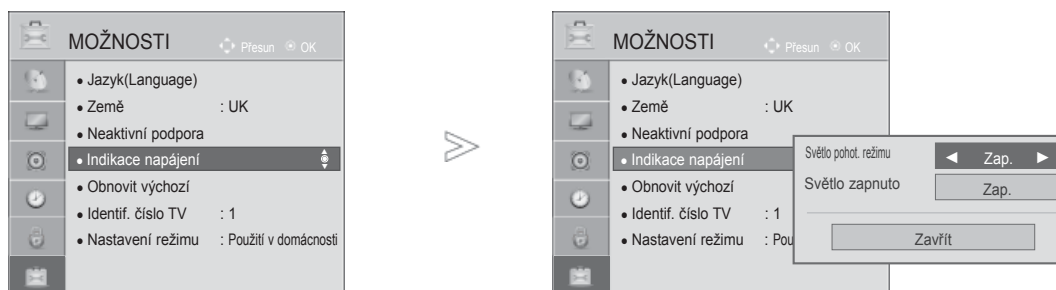 MOŽNOSTI Přesun OK
• Jazyk(Language)
• Země : UK
• Neaktivní podpora
• Indikace napájení
• Obnovit výchozí
• Identif. číslo TV : 1
• Nastavení režimu : Použití v domácnosti
MOŽNOSTI Přesun OK
• Jazyk(Language)
• Země : UK
• Neaktivní podpora
• Indikace napájení
• Obnovit výchozí
• Identif. číslo TV : 1
• Nastavení režimu : Pou
Světlo pohot. režimu ◄ Zap. ►
Světlo zapnuto Zap.
Zavřít